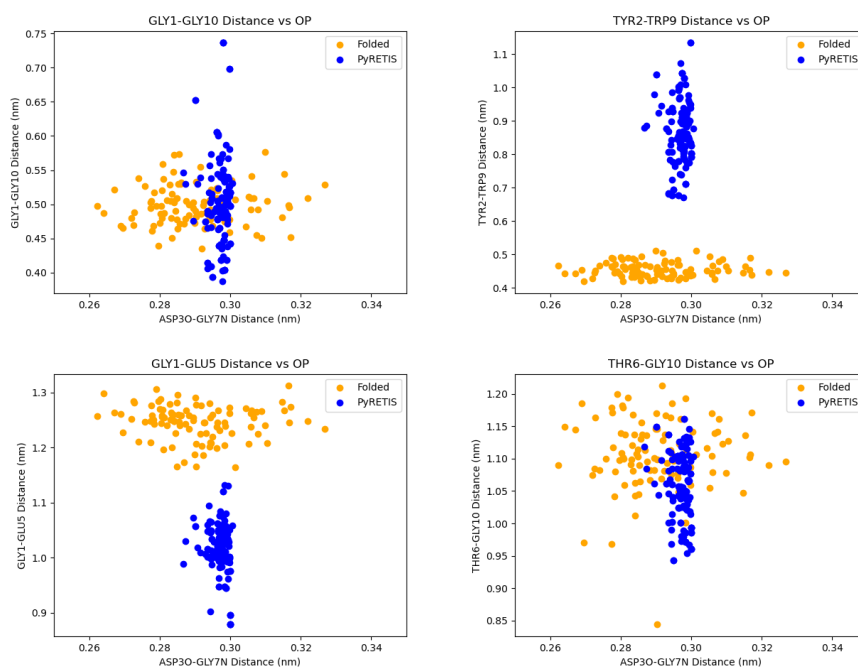 GLY1-GLY10 Distance vs OP
0.75
0.70
0.65
0.60
0.55
0.50
0.45
0.40
GLY1-GLY10 Distance (nm)
Folded
PyRETIS
0.26 0.28 0.30 0.32 0.34
ASP3O-GLY7N Distance (nm)
TYR2-TRP9 Distance vs OP
1.1
1.0
0.9
0.8
0.7
0.6
0.5
0.4
TYR2-TRP9 Distance (nm)
Folded
PyRETIS
0.26 0.28 0.30 0.32 0.34
ASP3O-GLY7N Distance (nm)
GLY1-GLU5 Distance vs OP
1.3
1.2
1.1
1.0
0.9
GLY1-GLU5 Distance (nm)
Folded
PyRETIS
0.26 0.28 0.30 0.32 0.34
ASP3O-GLY7N Distance (nm)
THR6-GLY10 Distance vs OP
1.20
1.15
1.10
1.05
1.00
0.95
0.90
0.85
THR6-GLY10 Distance (nm)
Folded
PyRETIS
0.26 0.28 0.30 0.32 0.34
ASP3O-GLY7N Distance (nm)